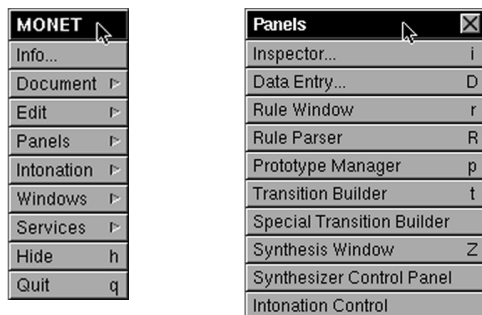 MONET
Info...
Document
Edit
Panels
Intonation
Windows
Services
Hide h
Quit q
Panels
Inspector... i
Data Entry... D
Rule Window r
Rule Parser R
Prototype Manager p
Transition Builder t
Special Transition Builder
Synthesis Window Z
Synthesizer Control Panel
Intonation Control